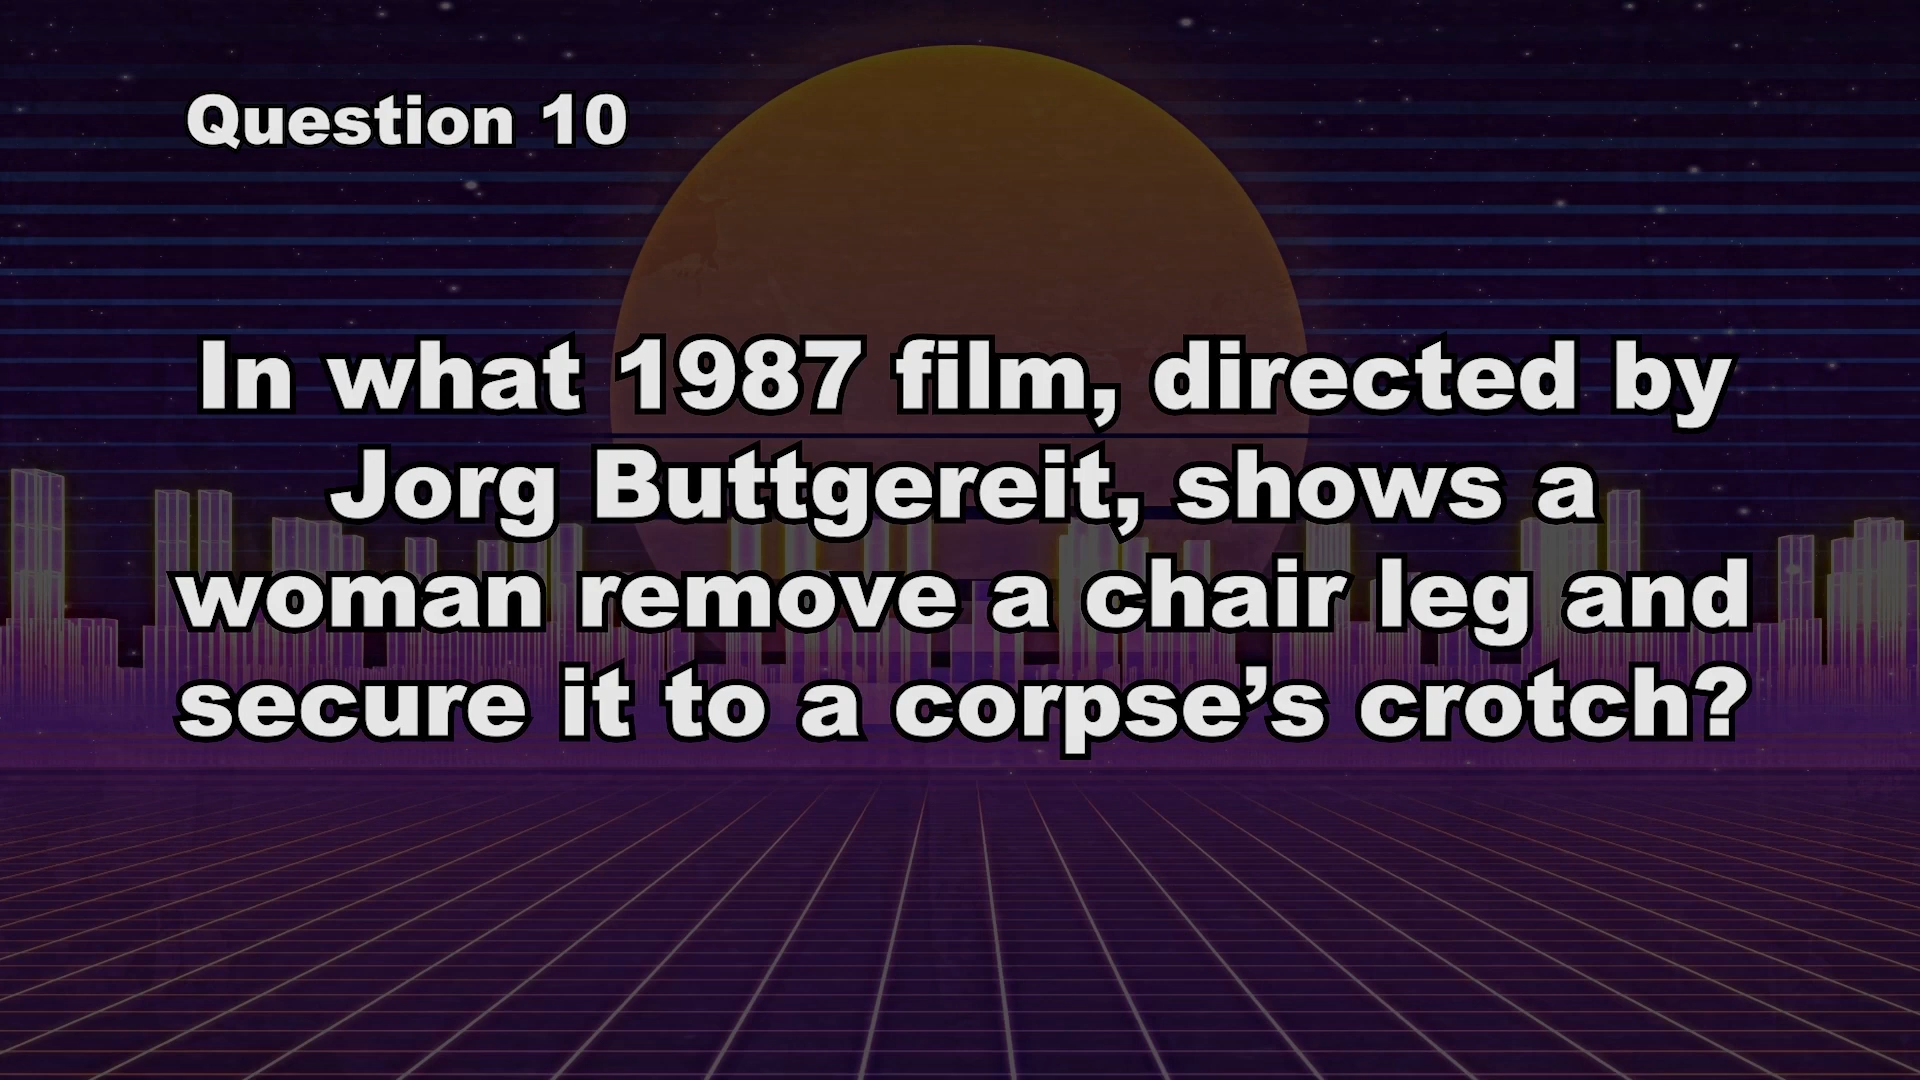 Question 10
In what 1987 film, directed by
Jorg Buttgereit, shows a
woman remove a chair leg and
secure it to a corpse’s crotch?